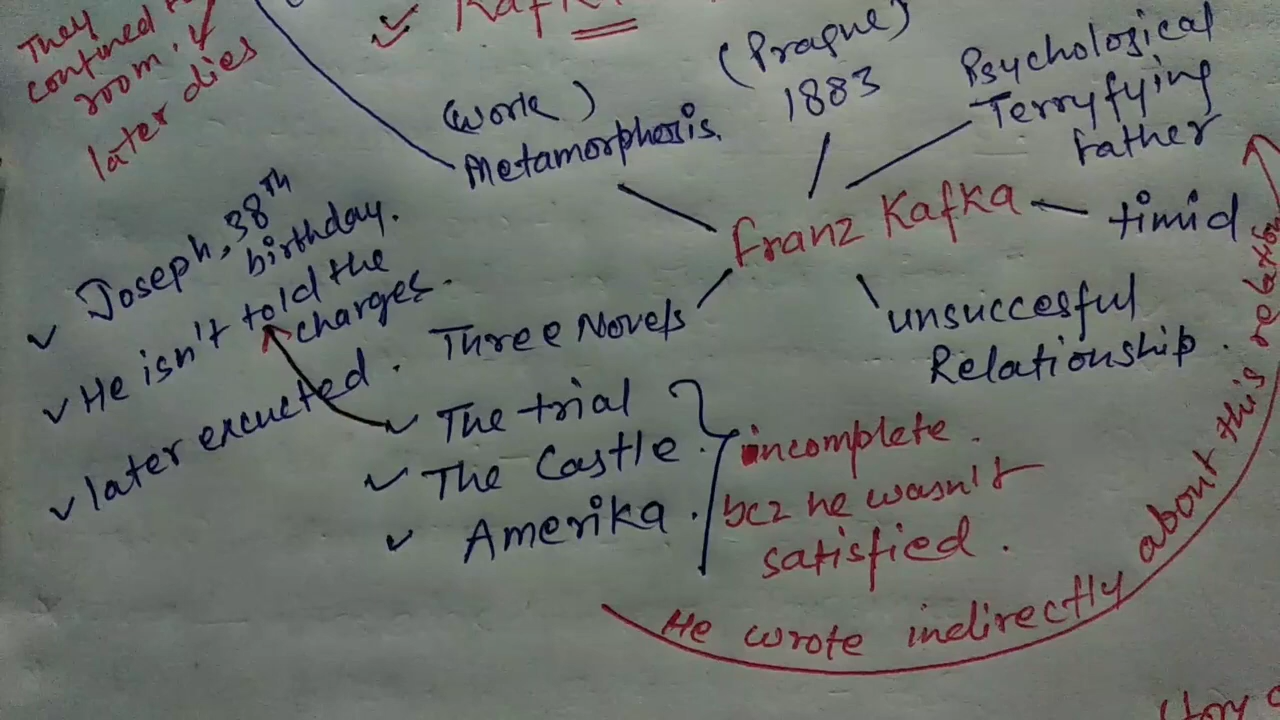 They
confined
room, &
later dies
Kafka
(Work)
Metamorphosis.
(Prague)
1883
Psychological
Terryfying
Father
Franz Kafka
timid
unsuccesful
Relationship.
Joseph, 38th
birthday.
He isn't told the
charges.
later excucted.
Three Novels
The trial
The Castle.
Amerika.
incomplete.
bcz he wasn't
satisfied.
He wrote indirectly about this relation